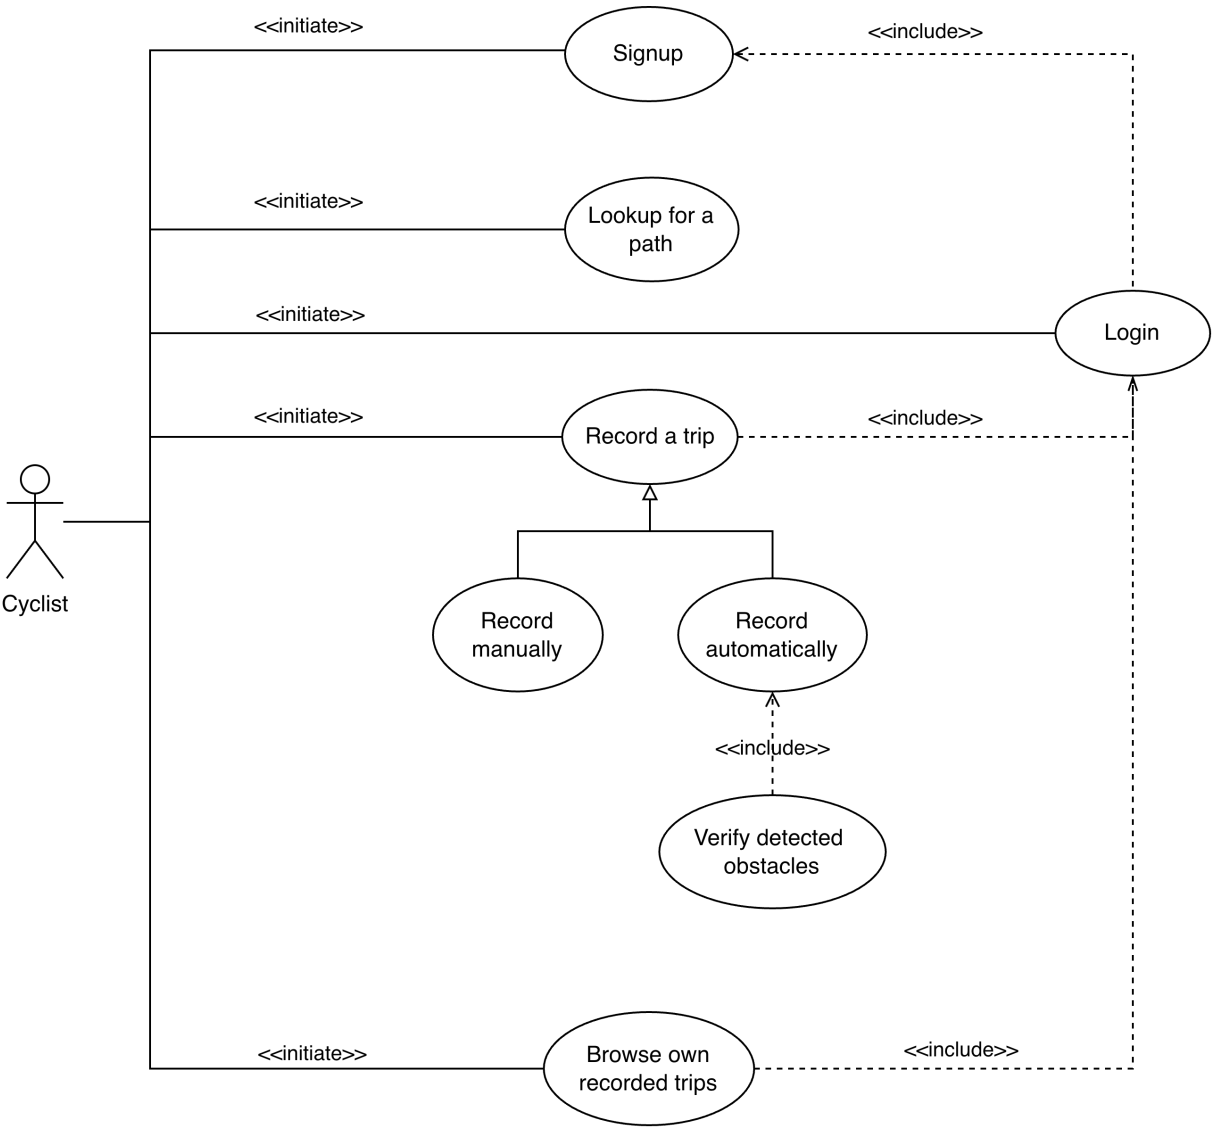 <<initiate>>
Signup
<<include>>
<<initiate>>
Lookup for a
path
<<initiate>>
Login
<<initiate>>
Record a trip
<<include>>
Cyclist
Record
manually
Record
automatically
<<include>>
Verify detected
obstacles
<<initiate>>
Browse own
recorded trips
<<include>>